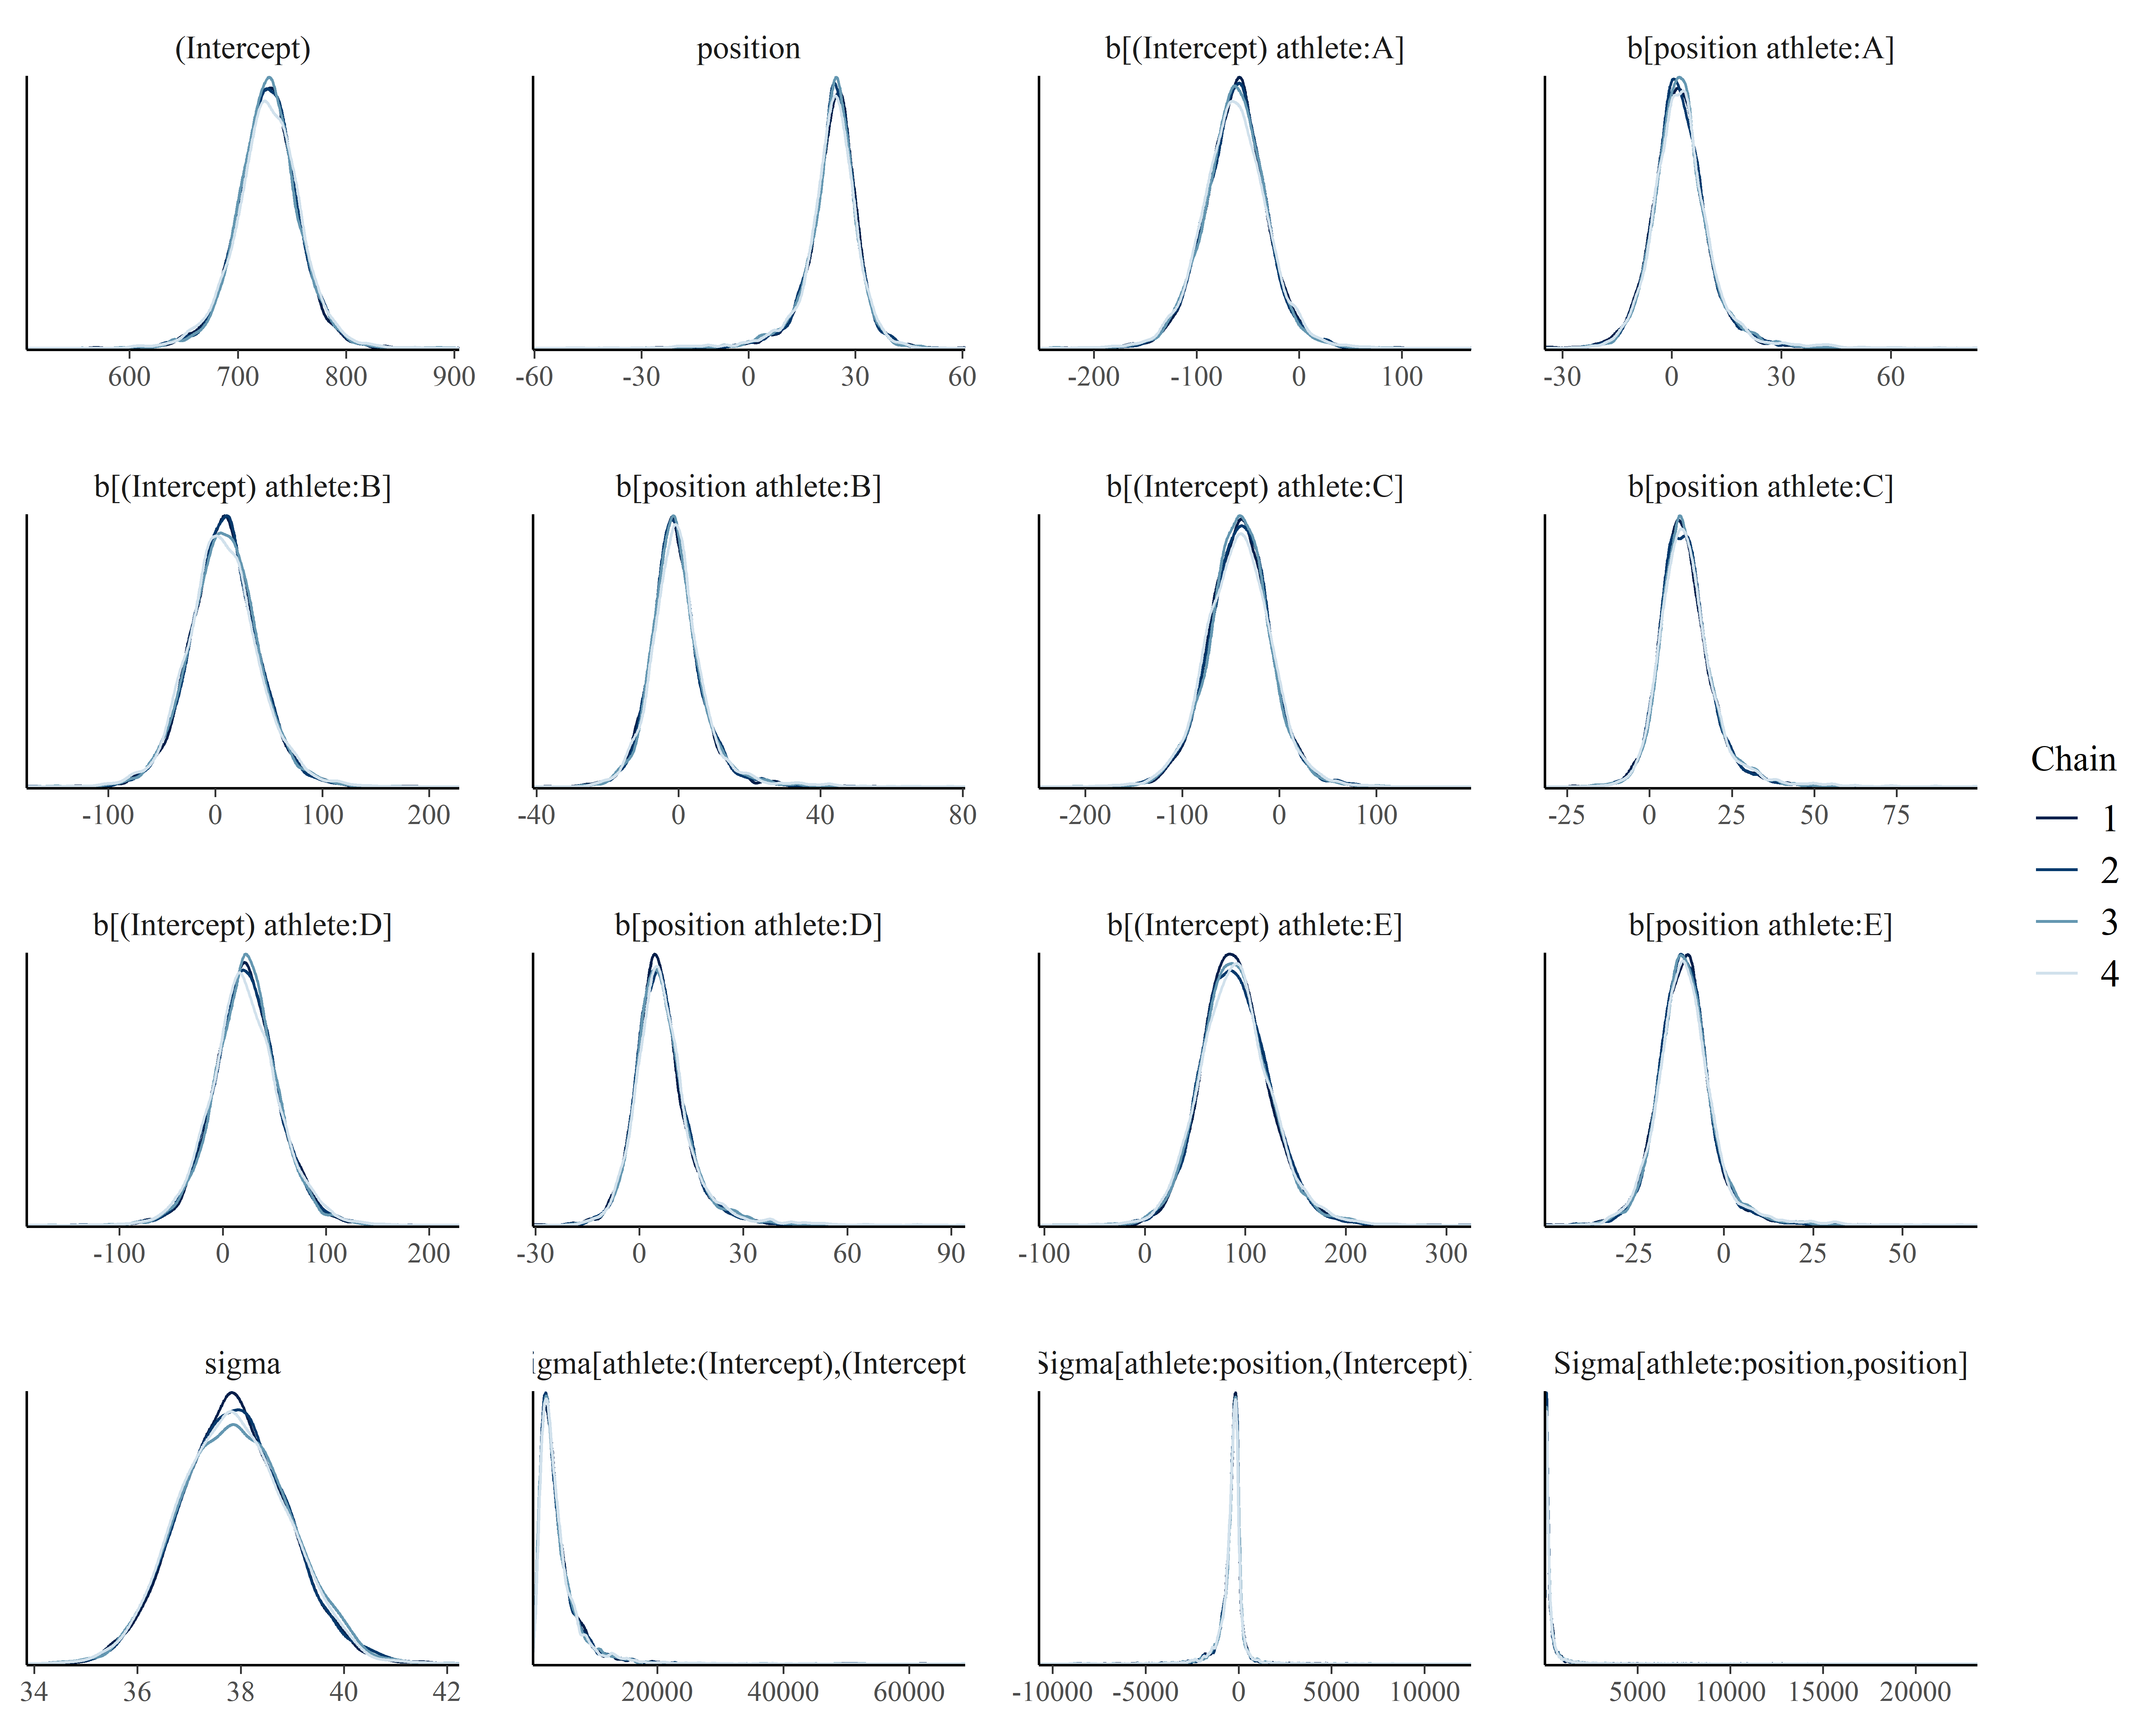 (Intercept) position b[(Intercept) athlete:A] b[position athlete:A]
600 700 800 900 -60 -30 0 30 60 -200 -100 0 100 -30 0 30 60
b[(Intercept) athlete:B] b[position athlete:B] b[(Intercept) athlete:C] b[position athlete:C]
-100 0 100 200 -40 0 40 80 -200 -100 0 100 -25 0 25 50 75
Chain
1
2
3
4
b[(Intercept) athlete:D] b[position athlete:D] b[(Intercept) athlete:E] b[position athlete:E]
-100 0 100 200 -30 0 30 60 90 -100 0 100 200 300 -25 0 25 50
sigma igma[athlete:(Intercept),(Intercept Sigma[athlete:position,(Intercept)] Sigma[athlete:position,position]
34 36 38 40 42 20000 40000 60000 -10000 -5000 0 5000 10000 5000 10000 15000 20000